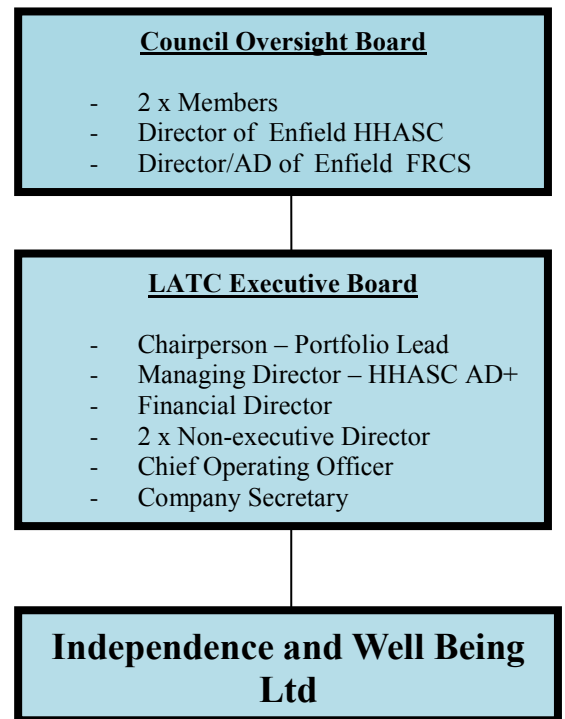 Council Oversight Board
- 2 x Members
- Director of Enfield HHASC
- Director/AD of Enfield FRCS
LATC Executive Board
- Chairperson – Portfolio Lead
- Managing Director – HHASC AD+
- Financial Director
- 2 x Non-executive Director
- Chief Operating Officer
- Company Secretary
Independence and Well Being
Ltd